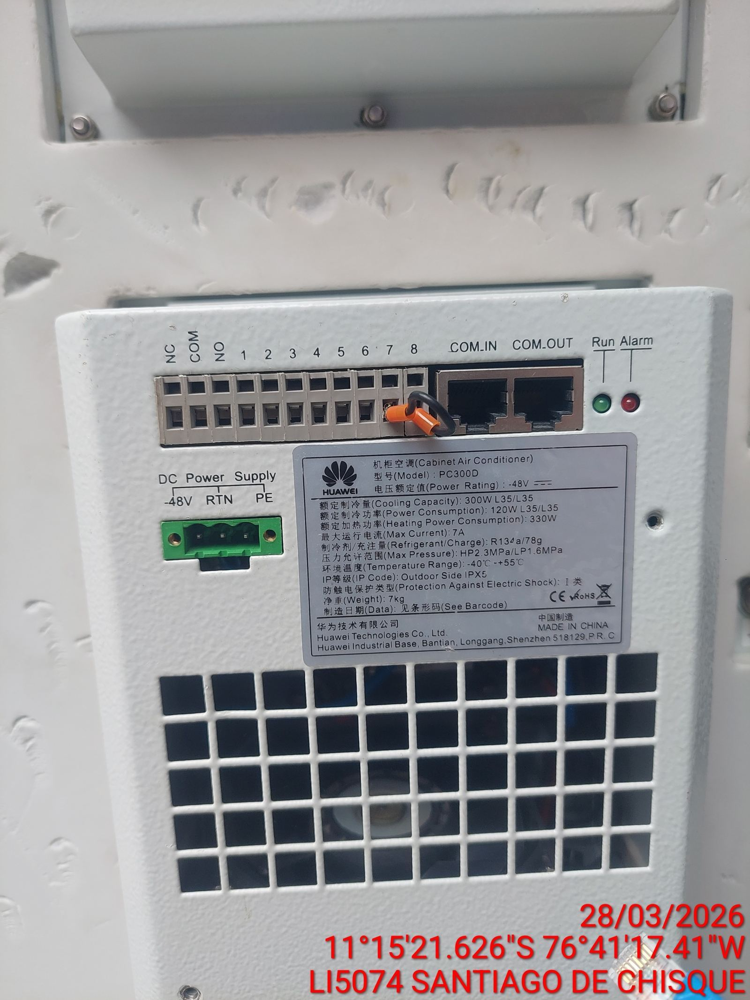 NC COM NO 1 2 3 4 5 6 7 8 COM_IN COM_OUT Run Alarm
DC Power Supply
-48V RTN PE
HUAWEI
机柜空调(Cabinet Air Conditioner)
型号(Model) : PC300D
电压额定值(Power Rating) : -48V
额定制冷量(Cooling Capacity): 300W L35/L35
额定制冷功率(Power Consumption): 120W L35/L35
额定加热功率(Heating Power Consumption): 330W
最大运行电流(Max Current): 7A
制冷剂/充注量(Refrigerant/Charge): R134a/78g
压力允许范围(Max Pressure): HP2.3MPa/LP1.6MPa
环境温度(Temperature Range): -40℃ -+55℃
IP等级(IP Code): Outdoor Side IPX5
防触电保护类型(Protection Against Electric Shock): I 类
净重(Weight): 7kg
CE RoHS
制造日期(Data): 见条形码(See Barcode)
华为技术有限公司
中国制造
Huawei Technologies Co., Ltd.
MADE IN CHINA
Huawei Industrial Base, Bantian, Longgang, Shenzhen 518129, P.R. C
28/03/2026
11°15'21.626"S 76°41'17.41"W
LI5074 SANTIAGO DE CHISQUE